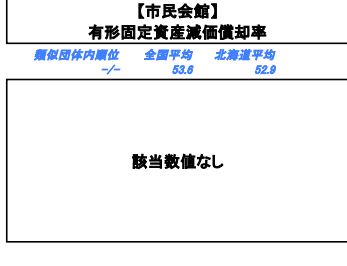 【市民会館】
有形固定資産減価償却率
類似団体内順位 全国平均 北海道平均
-/- 53.6 52.9
該当数値なし